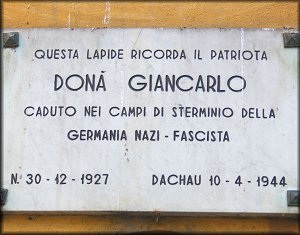 QUESTA LAPIDE RICORDA IL PATRIOTA
DONÁ GIANCARLO
CADUTO NEI CAMPI DI STERMINIO DELLA
GERMANIA NAZI - FASCISTA
N. 30 - 12 - 1927 DACHAU 10 - 4 - 1944